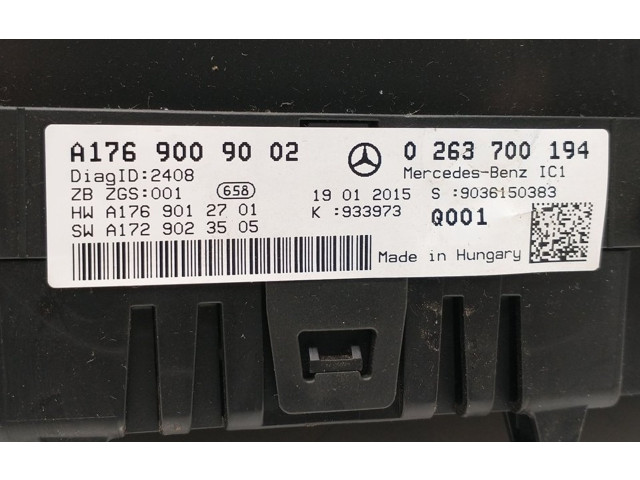 A176 900 90 02
0 263 700 194
DiagID:2408
Mercedes-Benz IC1
ZB ZGS:001 658
19 01 2015 S :9036150383
HW A176 901 27 01
K :933973 Q001
SW A172 902 35 05
Made in Hungary